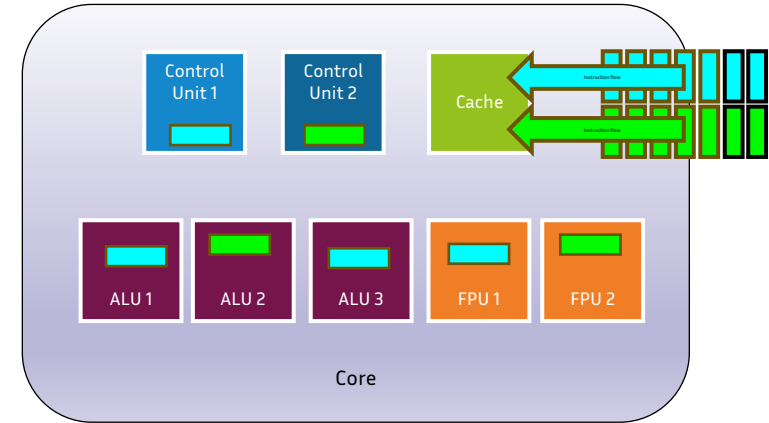 Control
Unit 1
Control
Unit 2
Cache
Instruction flow
Instruction flow
ALU 1
ALU 2
ALU 3
FPU 1
FPU 2
Core